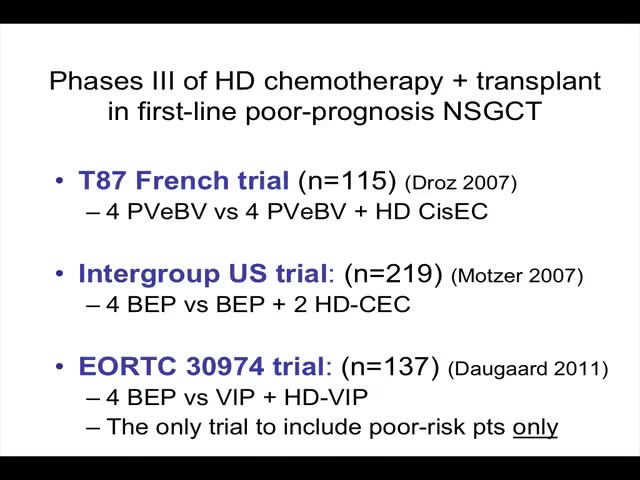 Phases III of HD chemotherapy + transplant
in first-line poor-prognosis NSGCT
• T87 French trial (n=115) (Droz 2007)
– 4 PVeBV vs 4 PVeBV + HD CisEC
• Intergroup US trial: (n=219) (Motzer 2007)
– 4 BEP vs BEP + 2 HD-CEC
• EORTC 30974 trial: (n=137) (Daugaard 2011)
– 4 BEP vs VIP + HD-VIP
– The only trial to include poor-risk pts only